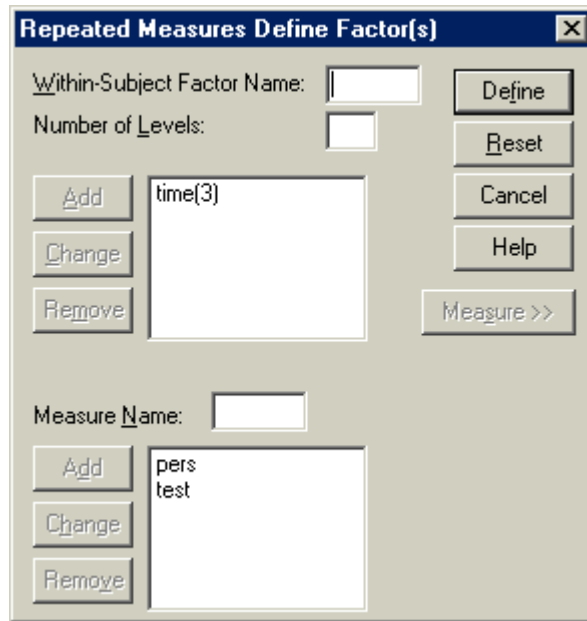 Repeated Measures Define Factor(s)
Within-Subject Factor Name:
Define
Number of Levels:
Reset
Add
time(3)
Cancel
Change
Help
Remove
Measure >>
Measure Name:
Add
pers
test
Change
Remove